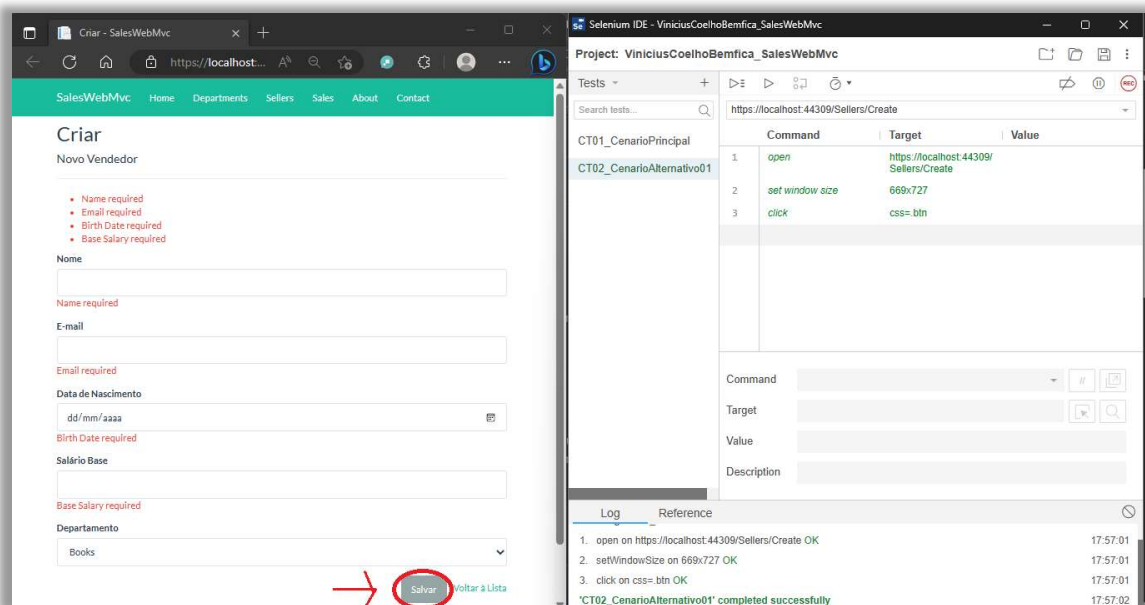 Criar - SalesWebMvc
https://localhost...
SalesWebMvc Home Departments Sellers Sales About Contact
Criar
Novo Vendedor
Name required
Email required
Birth Date required
Base Salary required
Nome
Name required
E-mail
Email required
Data de Nascimento
dd/mm/aaaa
Birth Date required
Salário Base
Base Salary required
Departamento
Books
Salvar Voltar à Lista
Se Selenium IDE - ViniciusCoelhoBemfica_SalesWebMvc
Project: ViniciusCoelhoBemfica_SalesWebMvc
Tests
REC
Search tests...
https://localhost:44309/Sellers/Create
CT01_CenarioPrincipal
CT02_CenarioAlternativo01
Command Target Value
1 open https://localhost:44309/
Sellers/Create
2 set window size 669x727
3 click css=.btn
Command
//
Target
Value
Description
Log Reference
1. open on https://localhost:44309/Sellers/Create OK 17:57:01
2. setWindowSize on 669x727 OK 17:57:01
3. click on css=.btn OK 17:57:01
'CT02_CenarioAlternativo01' completed successfully 17:57:02